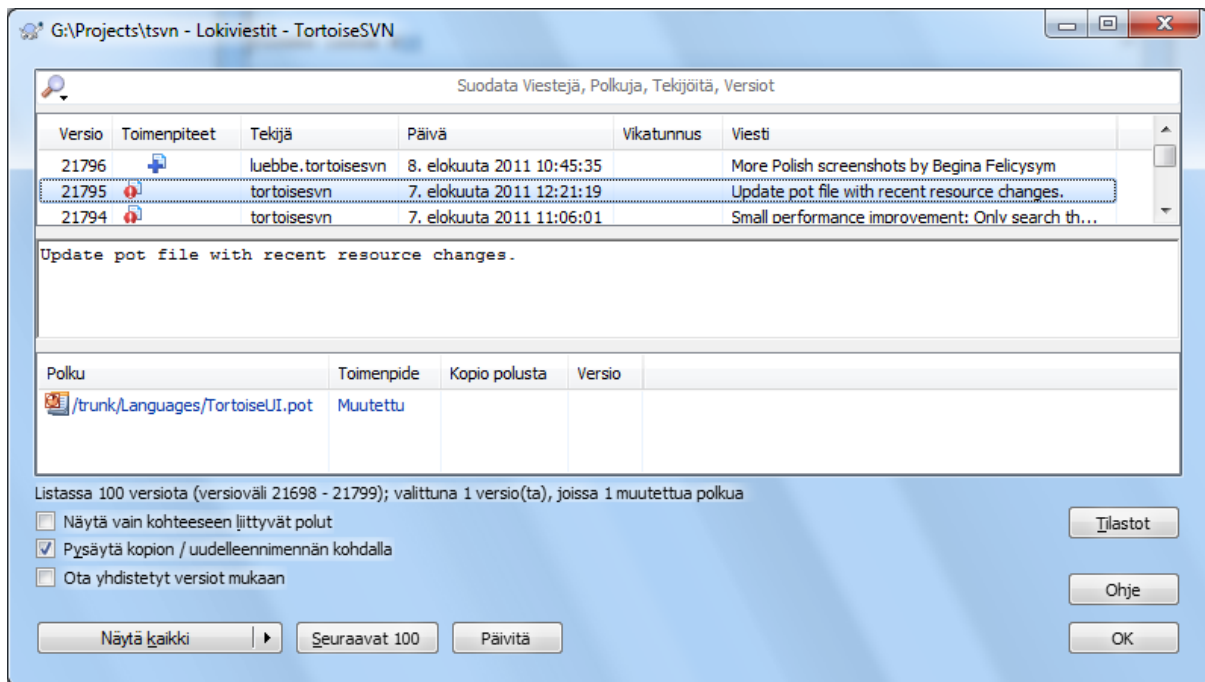 G:\Projects\tsvn - Lokiviestit - TortoiseSVN
Suodata Viestejä, Polkuja, Tekijöitä, Versiot
Versio Toimenpiteet Tekijä Päivä Vikatunnus Viesti
21796 luebbe.tortoisesvn 8. elokuuta 2011 10:45:35 More Polish screenshots by Begina Felicysym
21795 tortoisesvn 7. elokuuta 2011 12:21:19 Update pot file with recent resource changes.
21794 tortoisesvn 7. elokuuta 2011 11:06:01 Small performance improvement: Only search th...
Update pot file with recent resource changes.
Polku Toimenpide Kopio polusta Versio
/trunk/Languages/TortoiseUI.pot Muutettu
Listassa 100 versiota (versioväli 21698 - 21799); valittuna 1 versio(ta), joissa 1 muutettua polkua
Näytä vain kohteeseen liittyvät polut
Tilastot
Pysäytä kopion / uudelleennimennän kohdalla
Ota yhdistetyt versiot mukaan
Ohje
Näytä kaikki Seuraavat 100 Päivitä OK